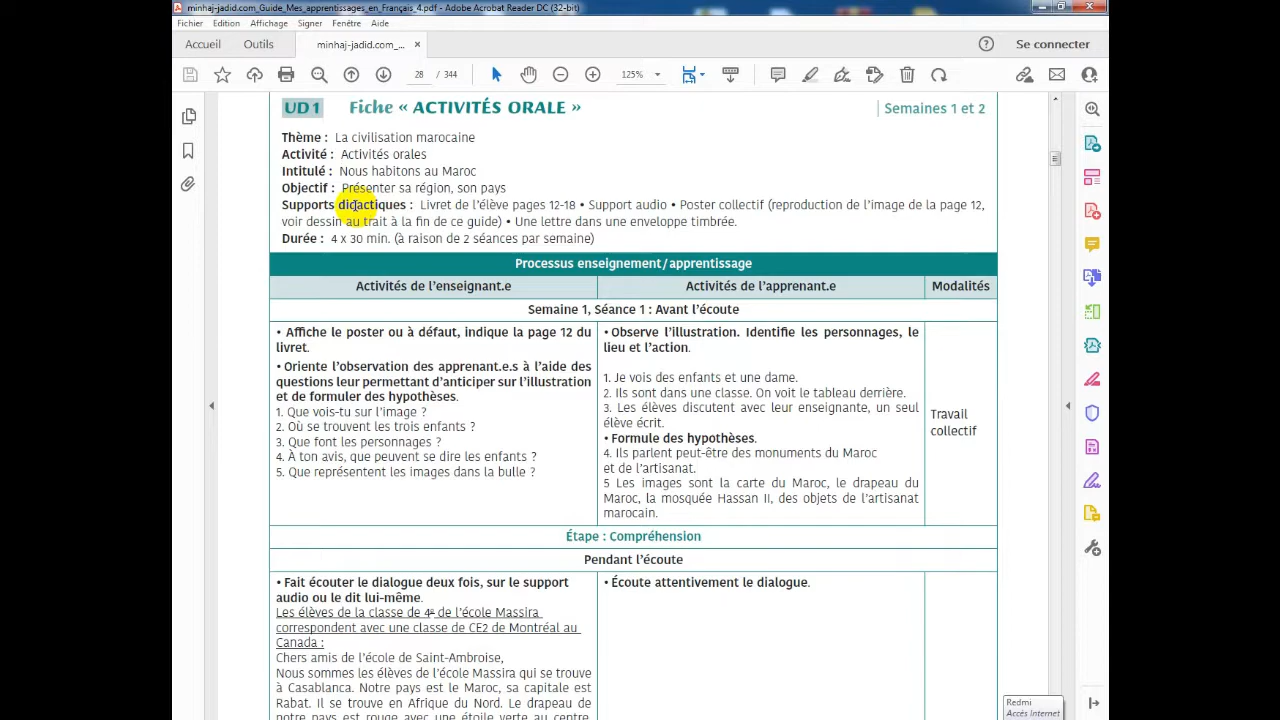 minhaj-jadid.com_Guide_Mes_apprentissages_en_Français_4.pdf - Adobe Acrobat Reader DC (32-bit)
Fichier Edition Affichage Signer Fenêtre Aide
Accueil Outils minhaj-jadid.com_... × Se connecter
28 / 344 125%
UD1 Fiche « ACTIVITÉS ORALE » Semaines 1 et 2
Thème : La civilisation marocaine
Activité : Activités orales
Intitulé : Nous habitons au Maroc
Objectif : Présenter sa région, son pays
Supports didactiques : Livret de l'élève pages 12-18 • Support audio • Poster collectif (reproduction de l'image de la page 12,
voir dessin au trait à la fin de ce guide) • Une lettre dans une enveloppe timbrée.
Durée : 4 x 30 min. (à raison de 2 séances par semaine)
Processus enseignement/apprentissage
Activités de l'enseignant.e Activités de l'apprenant.e Modalités
Semaine 1, Séance 1 : Avant l'écoute
• Affiche le poster ou à défaut, indique la page 12 du
livret.
• Oriente l'observation des apprenant.e.s à l'aide des
questions leur permettant d'anticiper sur l'illustration
et de formuler des hypothèses.
1. Que vois-tu sur l'image ?
2. Où se trouvent les trois enfants ?
3. Que font les personnages ?
4. À ton avis, que peuvent se dire les enfants ?
5. Que représentent les images dans la bulle ?
• Observe l'illustration. Identifie les personnages, le
lieu et l'action.
1. Je vois des enfants et une dame.
2. Ils sont dans une classe. On voit le tableau derrière.
3. Les élèves discutent avec leur enseignante, un seul
élève écrit.
• Formule des hypothèses.
4. Ils parlent peut-être des monuments du Maroc
et de l'artisanat.
5 Les images sont la carte du Maroc, le drapeau du
Maroc, la mosquée Hassan II, des objets de l'artisanat
marocain.
Travail
collectif
Étape : Compréhension
Pendant l'écoute
• Fait écouter le dialogue deux fois, sur le support
audio ou le dit lui-même.
Les élèves de la classe de 4e de l'école Massira
correspondent avec une classe de CE2 de Montréal au
Canada :
Chers amis de l'école de Saint-Ambroise,
Nous sommes les élèves de l'école Massira qui se trouve
à Casablanca. Notre pays est le Maroc, sa capitale est
Rabat. Il se trouve en Afrique du Nord. Le drapeau de
notre pays est rouge avec une étoile verte au centre
• Écoute attentivement le dialogue.
Redmi
Accès Internet